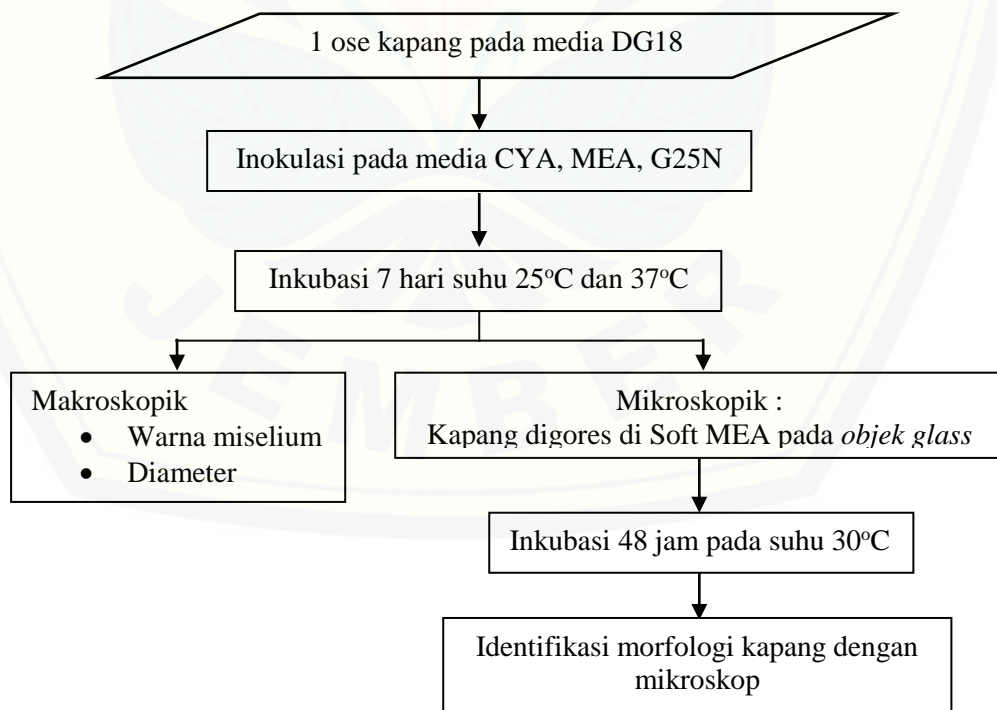 1 ose kapang pada media DG18
Inokulasi pada media CYA, MEA, G25N
Inkubasi 7 hari suhu 25°C dan 37°C
Makroskopik
• Warna miselium
• Diameter
Mikroskopik :
Kapang digores di Soft MEA pada objek glass
Inkubasi 48 jam pada suhu 30°C
Identifikasi morfologi kapang dengan
mikroskop
JEMBER